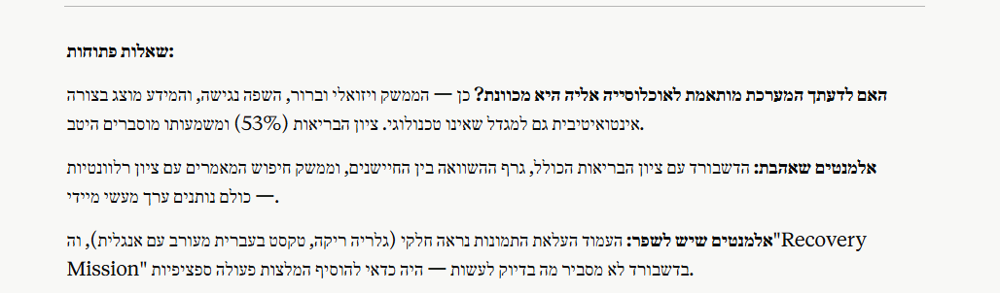 שאלות פתוחות:
האם לדעתך המערכת מותאמת לאוכלוסייה אליה היא מכוונת? כן — הממשק ויזואלי וברור, השפה נגישה, והמידע מוצג בצורה
אינטואיטיבית גם למגדל שאינו טכנולוגי. ציון הבריאות (53%) ומשמעותו מוסברים היטב.
אלמנטים שאהבת: הדשבורד עם ציון הבריאות הכולל, גרף ההשוואה בין החיישנים, וממשק חיפוש המאמרים עם ציון רלוונטיות
— כולם נותנים ערך מעשי מיידי.
אלמנטים שיש לשפר: העמוד העלאת התמונות נראה חלקי (גלריה ריקה, טקסט בעברית מעורב עם אנגלית), וה"Recovery
Mission" בדשבורד לא מסביר מה בדיוק לעשות — היה כדאי להוסיף המלצות פעולה ספציפיות.